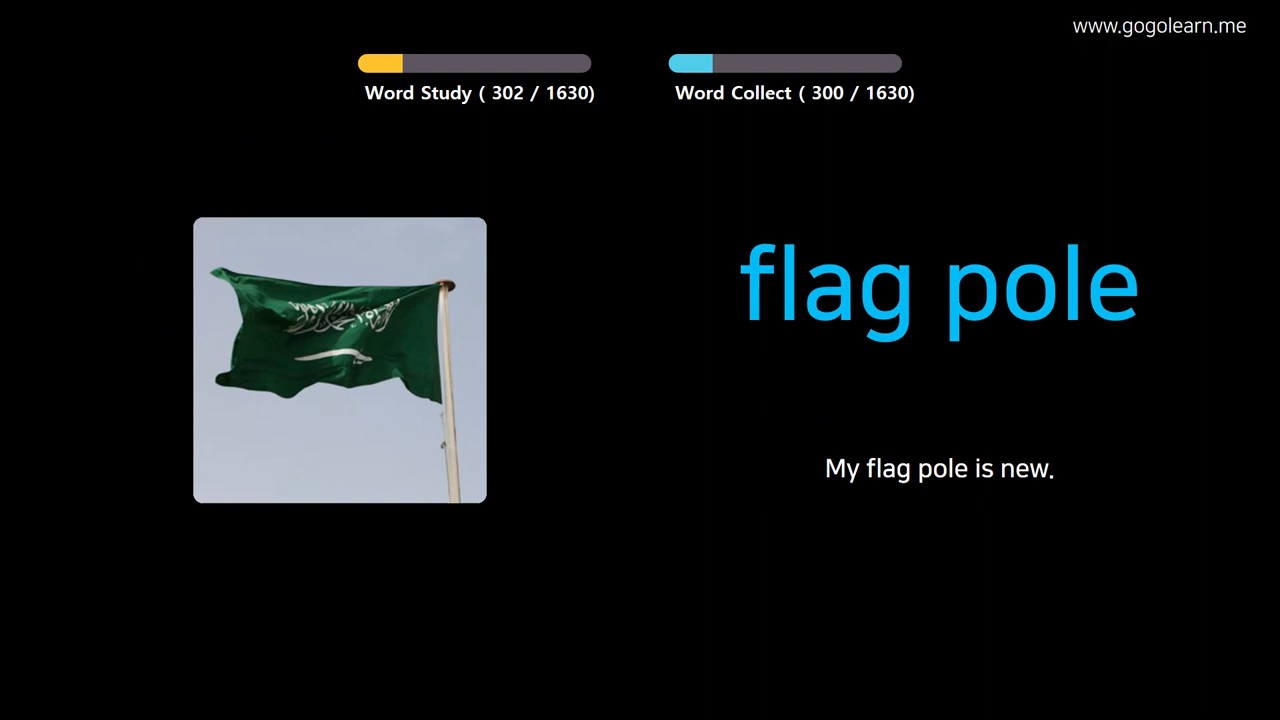 www.gogolearn.me
Word Study ( 302 / 1630)
Word Collect ( 300 / 1630)
flag pole
My flag pole is new.